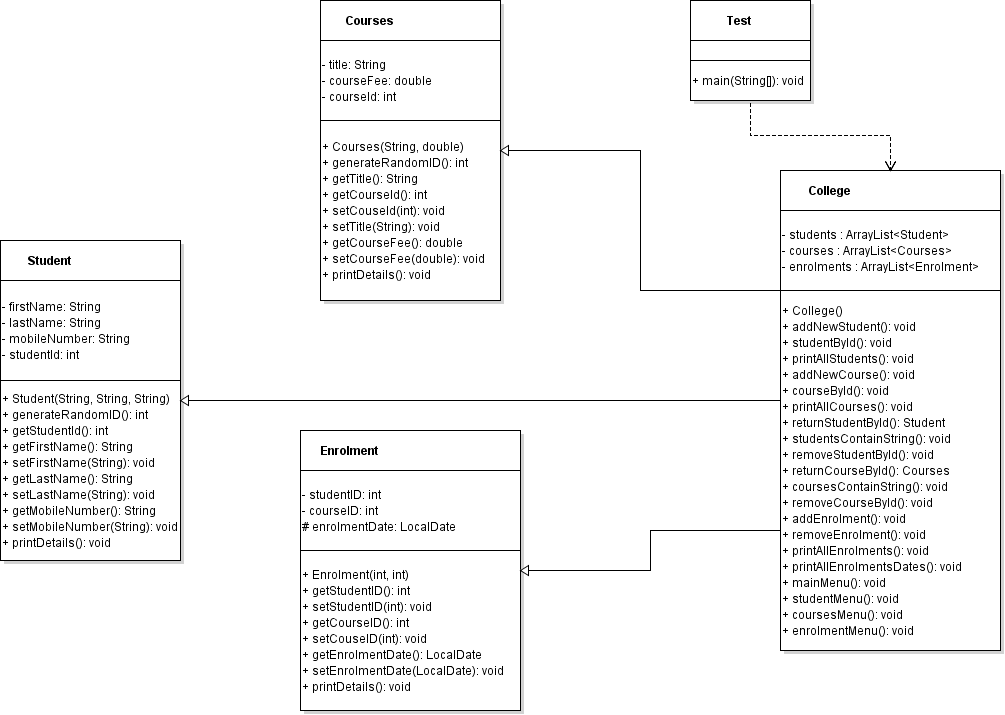 Courses
- title: String
- courseFee: double
- courseId: int
+ Courses(String, double)
+ generateRandomID(): int
+ getTitle(): String
+ getCourseId(): int
+ setCouseId(int): void
+ setTitle(String): void
+ getCourseFee(): double
+ setCourseFee(double): void
+ printDetails(): void
Test
+ main(String[]): void
College
- students : ArrayList<Student>
- courses : ArrayList<Courses>
- enrolments : ArrayList<Enrolment>
+ College()
+ addNewStudent(): void
+ studentById(): void
+ printAllStudents(): void
+ addNewCourse(): void
+ courseById(): void
+ printAllCourses(): void
+ returnStudentById(): Student
+ studentsContainString(): void
+ removeStudentById(): void
+ returnCourseById(): Courses
+ coursesContainString(): void
+ removeCourseById(): void
+ addEnrolment(): void
+ removeEnrolment(): void
+ printAllEnrolments(): void
+ printAllEnrolmentsDates(): void
+ mainMenu(): void
+ studentMenu(): void
+ coursesMenu(): void
+ enrolmentMenu(): void
Student
- firstName: String
- lastName: String
- mobileNumber: String
- studentId: int
+ Student(String, String, String)
+ generateRandomID(): int
+ getStudentId(): int
+ getFirstName(): String
+ setFirstName(String): void
+ getLastName(): String
+ setLastName(String): void
+ getMobileNumber(): String
+ setMobileNumber(String): void
+ printDetails(): void
Enrolment
- studentID: int
- courseID: int
# enrolmentDate: LocalDate
+ Enrolment(int, int)
+ getStudentID(): int
+ setStudentID(int): void
+ getCourseID(): int
+ setCouseID(int): void
+ getEnrolmentDate(): LocalDate
+ setEnrolmentDate(LocalDate): void
+ printDetails(): void